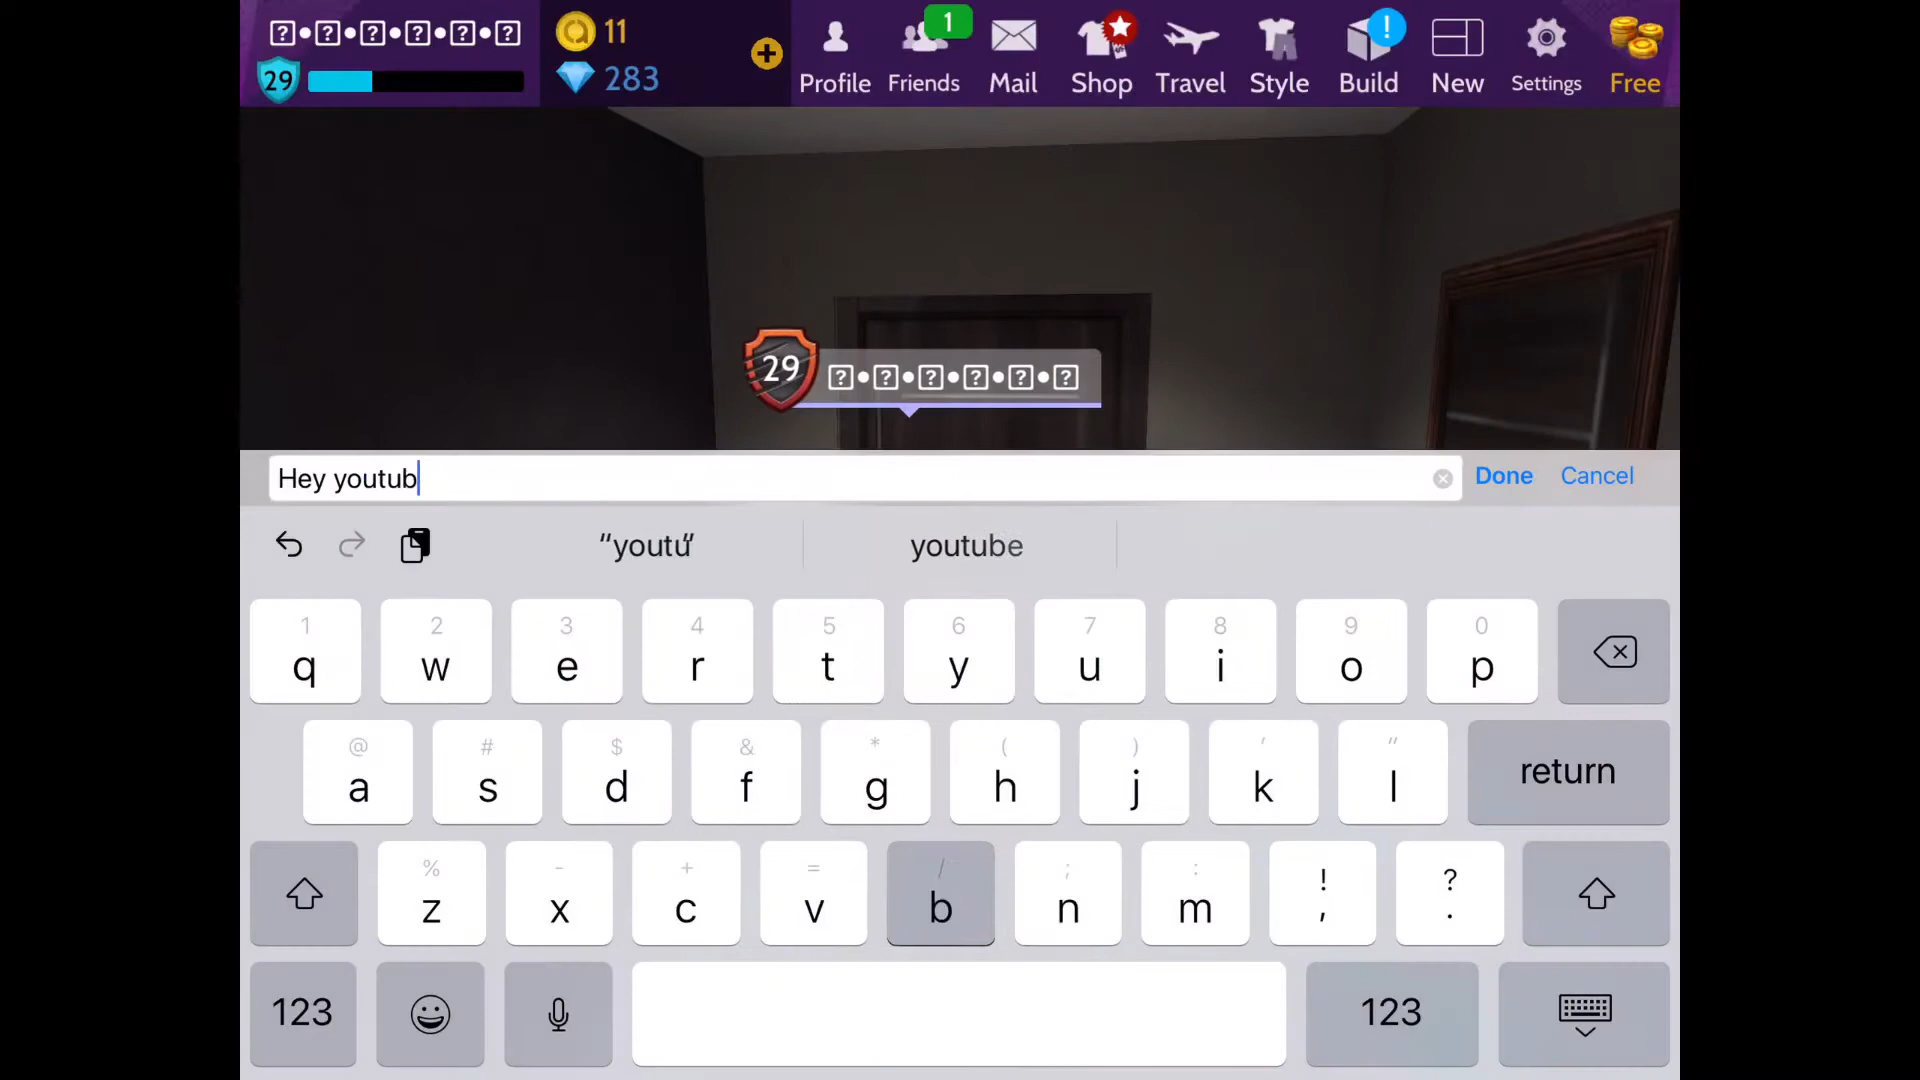 29
11
283
1
!
Profile Friends Mail Shop Travel Style Build New Settings Free
29
Hey youtub Done Cancel
"youtu" youtube
1 2 3 4 5 6 7 8 9 0
q w e r t y u i o p
@ # $ & * ( ) ' "
a s d f g h j k l return
% - + = / ; : ! ?
z x c v b n m , .
123 123